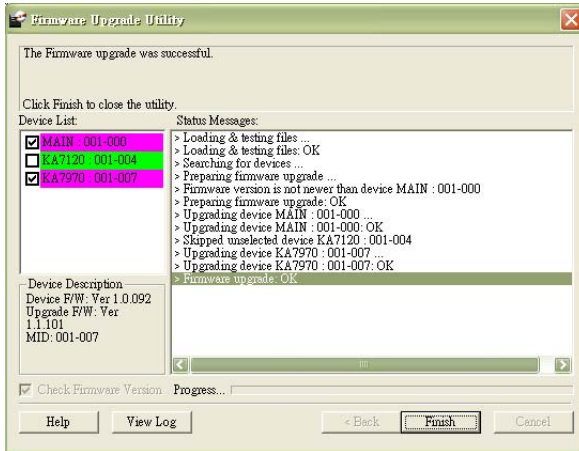 Firmware Upgrade Utility
The Firmware upgrade was
successful.
Click Finish to close the utility.
Device List:
MAIN : 001-000
KA7120 : 001-004
KA7970 : 001-007
Device Description
Device F/W: Ver 1.0.092
Upgrade F/W: Ver
1.1.101
MID: 001-007
Status Messages:
> Loading & testing files ...
> Loading & testing files: OK
> Searching for devices ...
> Preparing firmware upgrade ...
> Firmware version is not newer than device MAIN : 001-000
> Preparing firmware upgrade: OK
> Upgrading device MAIN : 001-000 ...
> Upgrading device MAIN : 001-000: OK
> Skipped unselected device KA7120 : 001-004
> Upgrading device KA7970 : 001-007 ...
> Upgrading device KA7970 : 001-007: OK
> Firmware upgrade: OK
Check Firmware Version Progress...
Help View Log < Back Finish Cancel